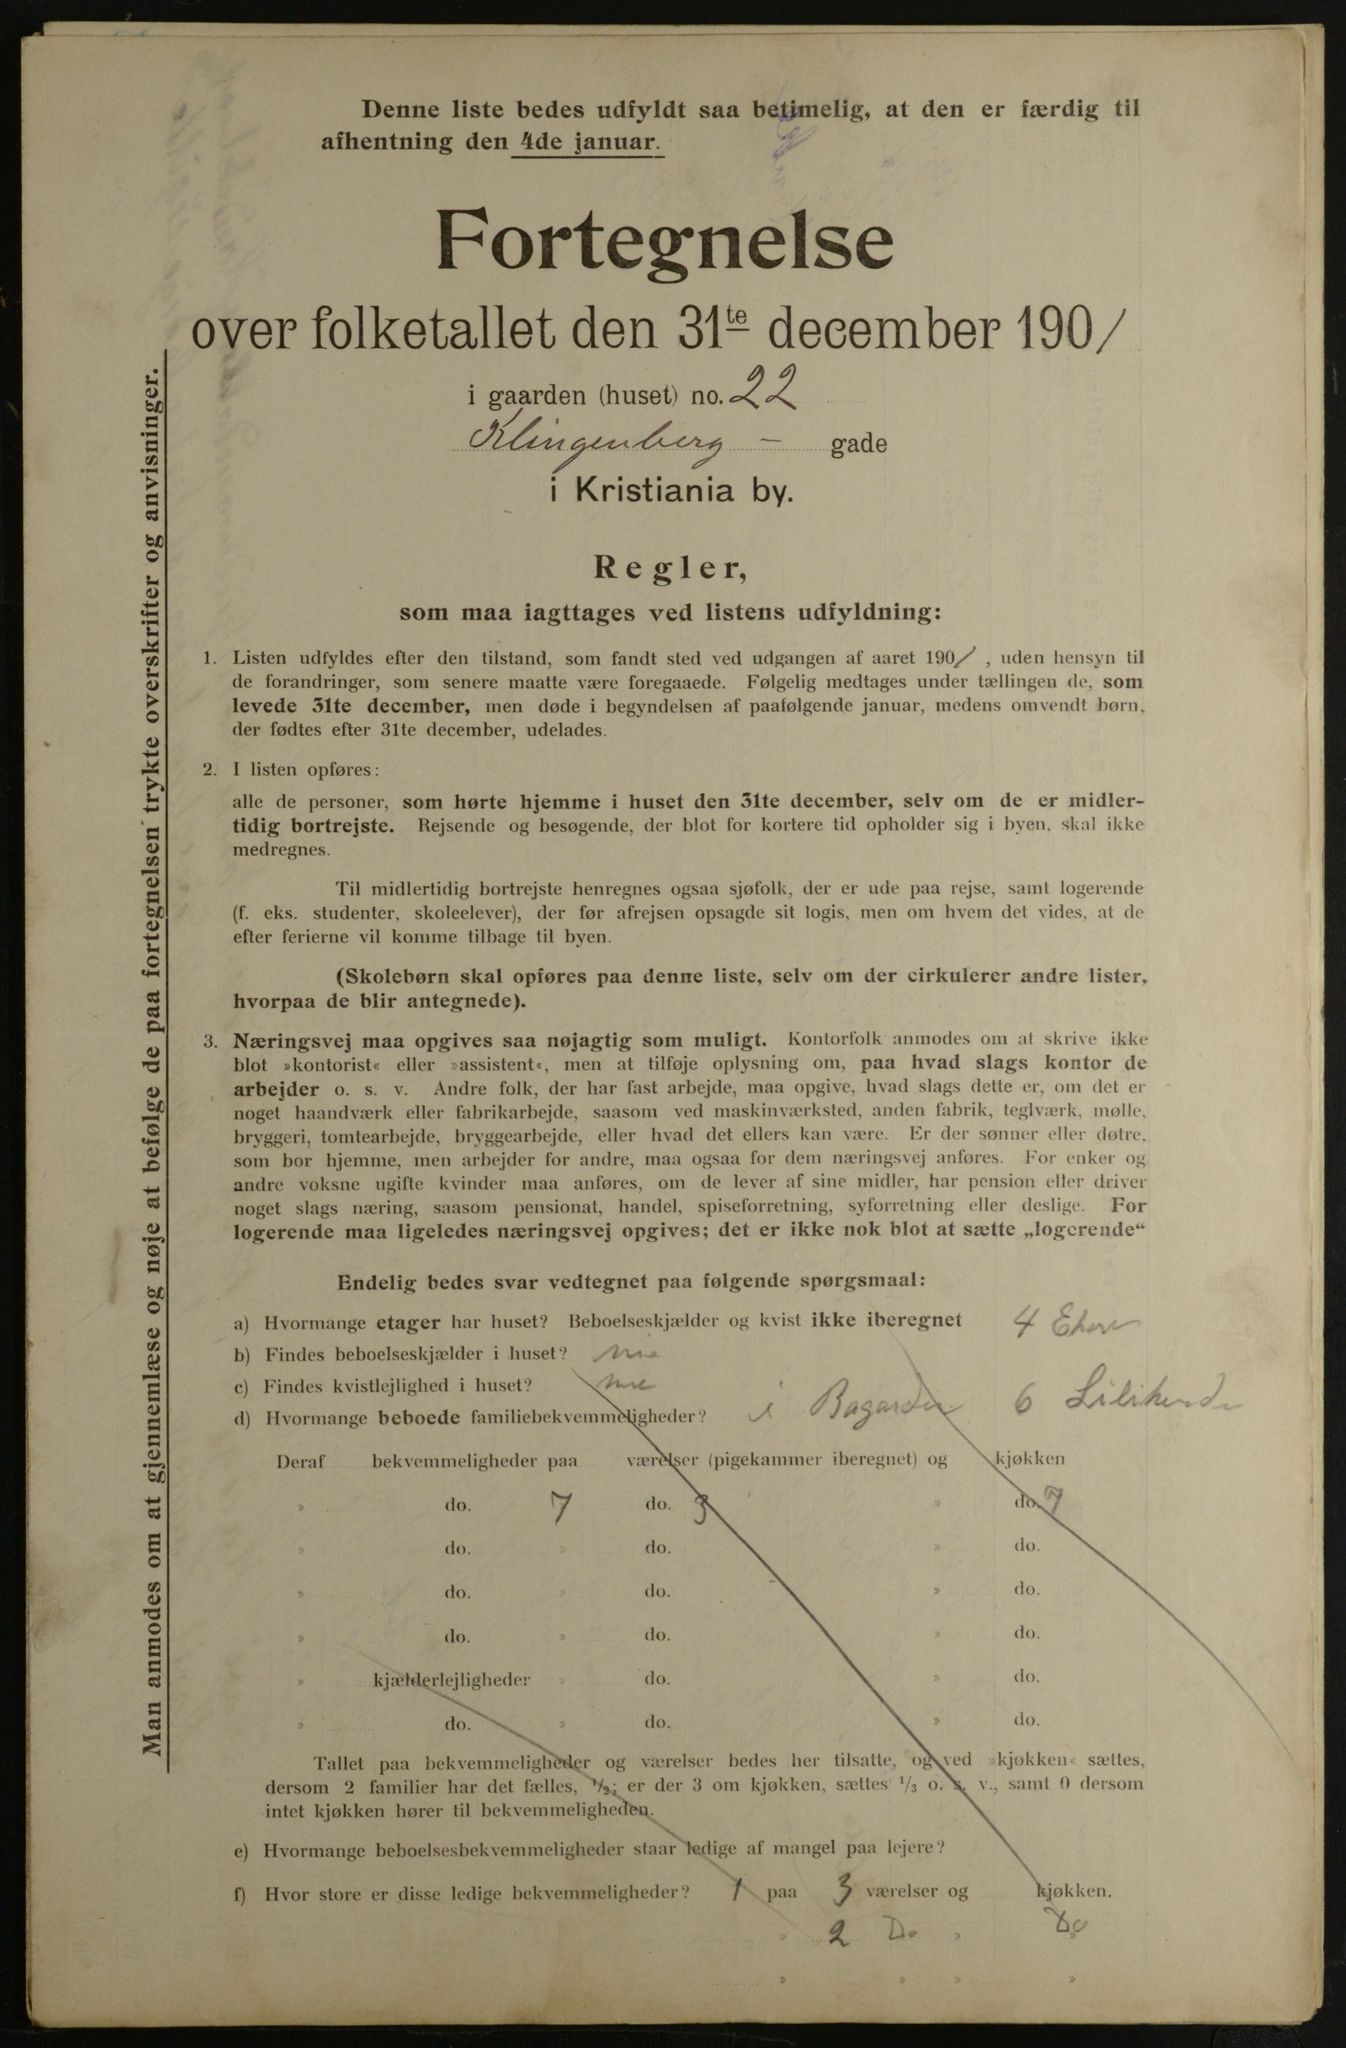 Denne liste bedes udfyldt saa betimelig, at den er færdig til
afhentning den 4de januar.
Fortegnelse
over folketallet den 31te december 1901
i gaarden (huset) no. 22
Klingenberg – gade
i Kristiania by.
Regler,
som maa iagttages ved listens udfyldning:
1. Listen udfyldes efter den tilstand, som fandt sted ved udgangen af aaret 1901, uden hensyn til
de forandringer, som senere maatte være foregaaede. Følgelig medtages under tællingen de, som
levede 31te december, men døde i begyndelsen af paafølgende januar, medens omvendt børn,
der fødtes efter 31te december, udelades.
2. I listen opføres:
alle de personer, som hørte hjemme i huset den 31te december, selv om de er midler-
tidig bortrejste. Rejsende og besøgende, der blot for kortere tid opholder sig i byen, skal ikke
medregnes.
Til midlertidig bortrejste henregnes ogsaa sjøfolk, der er ude paa rejse, samt logerende
(f. eks. studenter, skoleelever), der før afrejsen opsagde sit logis, men om hvem det vides, at de
efter ferierne vil komme tilbage til byen.
(Skolebørn skal opføres paa denne liste, selv om der cirkulerer andre lister,
hvorpaa de blir antegnede).
3. Næringsvej maa opgives saa nøjagtig som muligt. Kontorfolk anmodes om at skrive ikke
blot »kontorist« eller »assistent«, men at tilføje oplysning om, paa hvad slags kontor de
arbejder o. s. v. Andre folk, der har fast arbejde, maa opgive, hvad slags dette er, om det er
noget haandværk eller fabrikarbejde, saasom ved maskinværksted, anden fabrik, teglværk, mølle,
bryggeri, tomtearbejde, bryggearbejde, eller hvad det ellers kan være. Er der sønner eller døtre,
som bor hjemme, men arbejder for andre, maa ogsaa for dem næringsvej anføres. For enker og
andre voksne ugifte kvinder maa anføres, om de lever af sine midler, har pension eller driver
noget slags næring, saasom pensionat, handel, spiseforretning, syforretning eller deslige. For
logerende maa ligeledes næringsvej opgives; det er ikke nok blot at sætte „logerende“
Endelig bedes svar vedtegnet paa følgende spørgsmaal:
a) Hvormange etager har huset? Beboelseskjælder og kvist ikke iberegnet 4
b) Findes beboelseskjælder i huset?
c) Findes kvistlejlighed i huset?
d) Hvormange beboede familiebekvemmeligheder? i 6
Deraf bekvemmeligheder paa værelser (pigekammer iberegnet) og kjøkken
» do. 7 do. 3 » do. 7
» do. » do. » do.
» do. » do. » do.
» do. » do. » do.
» kjælderlejligheder » do. » do.
» do. » do. » do.
Tallet paa bekvemmeligheder og værelser bedes her tilsatte, og ved »kjøkken« sættes,
dersom 2 familier har det fælles, 1/2; er der 3 om kjøkken, sættes 1/3 o. s. v., samt 0 dersom
intet kjøkken hører til bekvemmeligheden.
e) Hvormange beboelsesbekvemmeligheder staar ledige af mangel paa lejere?
f) Hvor store er disse ledige bekvemmeligheder? 1 paa 3 værelser og kjøkken.
» 2 Do » Do
» » » »
Man anmodes om at gjennemlæse og nøje at befølge de paa fortegnelsen trykte overskrifter og anvisninger.